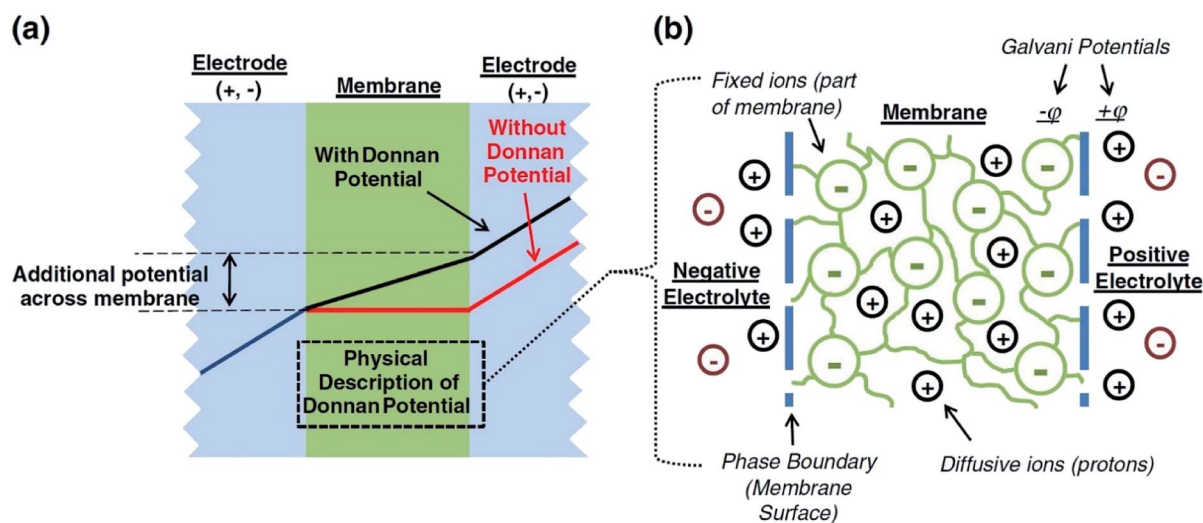 (a)
Electrode
(+, -)
Membrane
Electrode
(+,-)
With Donnan
Potential
Without
Donnan
Potential
Additional potential
across membrane
Physical
Description of
Donnan Potential
(b)
Galvani Potentials
Fixed ions (part
of membrane)
Membrane
-φ
+φ
Negative
Electrolyte
Positive
Electrolyte
+
+
+
-
-
-
-
-
-
-
-
-
-
-
+
+
+
+
+
+
+
+
+
+
+
-
-
Phase Boundary
(Membrane
Surface)
Diffusive ions (protons)